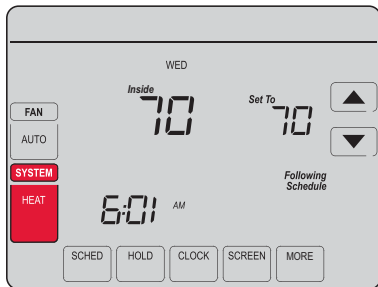 WED
Inside
70
Set To
70
FAN
AUTO
SYSTEM
HEAT
Following
Schedule
6:01 AM
SCHED
HOLD
CLOCK
SCREEN
MORE